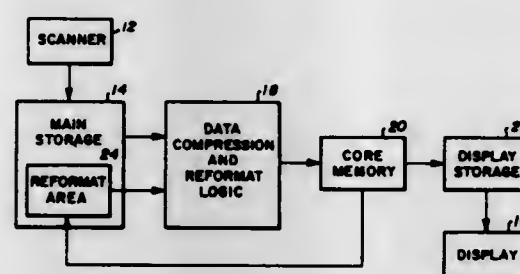 SCANNER
12
MAIN
STORAGE
14
24
REFORMAT
AREA
18
DATA
COMPRESSION
AND
REFORMAT
LOGIC
20
CORE
MEMORY
DISPLAY
STORAGE
DISPLAY